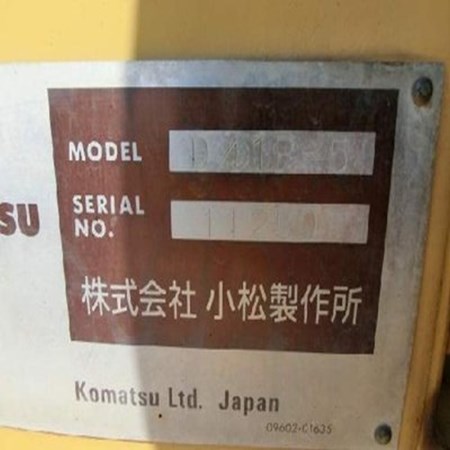 SU
MODEL
SERIAL
NO.
株式会社 小松製作所
Komatsu Ltd. Japan
09602-C1635